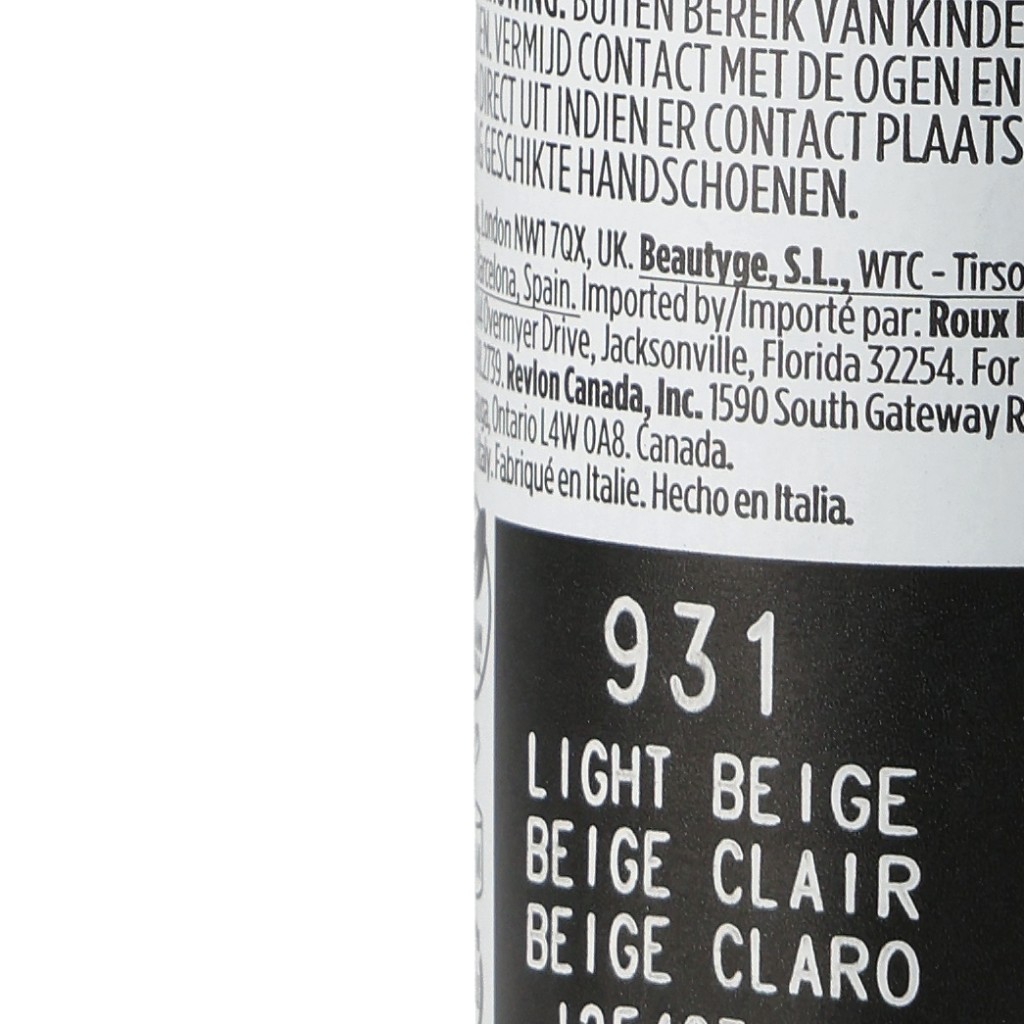 BUITEN BEREIK VAN KINDE
VERMIJD CONTACT MET DE OGEN EN
DIRECT UIT INDIEN ER CONTACT PLAATS
GESCHIKTE HANDSCHOENEN.
London NW1 7QX, UK. Beautyge, S.L., WTC - Tirso
Barcelona, Spain. Imported by/Importé par: Roux
Overmyer Drive, Jacksonville, Florida 32254. For
2739. Revlon Canada, Inc. 1590 South Gateway R
Ontario L4W 0A8. Canada.
Italy. Fabriqué en Italie. Hecho en Italia.
931
LIGHT BEIGE
BEIGE CLAIR
BEIGE CLARO